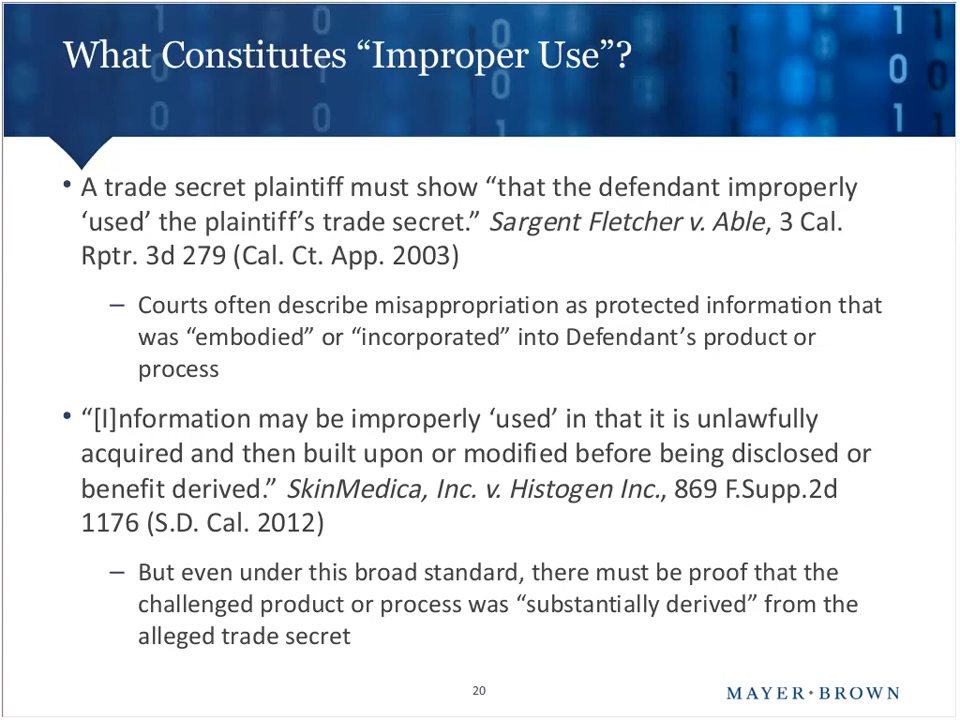 What Constitutes “Improper Use”?
• A trade secret plaintiff must show “that the defendant improperly
‘used’ the plaintiff’s trade secret.” Sargent Fletcher v. Able, 3 Cal.
Rptr. 3d 279 (Cal. Ct. App. 2003)
– Courts often describe misappropriation as protected information that
was “embodied” or “incorporated” into Defendant’s product or
process
• “[I]nformation may be improperly ‘used’ in that it is unlawfully
acquired and then built upon or modified before being disclosed or
benefit derived.” SkinMedica, Inc. v. Histogen Inc., 869 F.Supp.2d
1176 (S.D. Cal. 2012)
– But even under this broad standard, there must be proof that the
challenged product or process was “substantially derived” from the
alleged trade secret
20
MAYER•BROWN